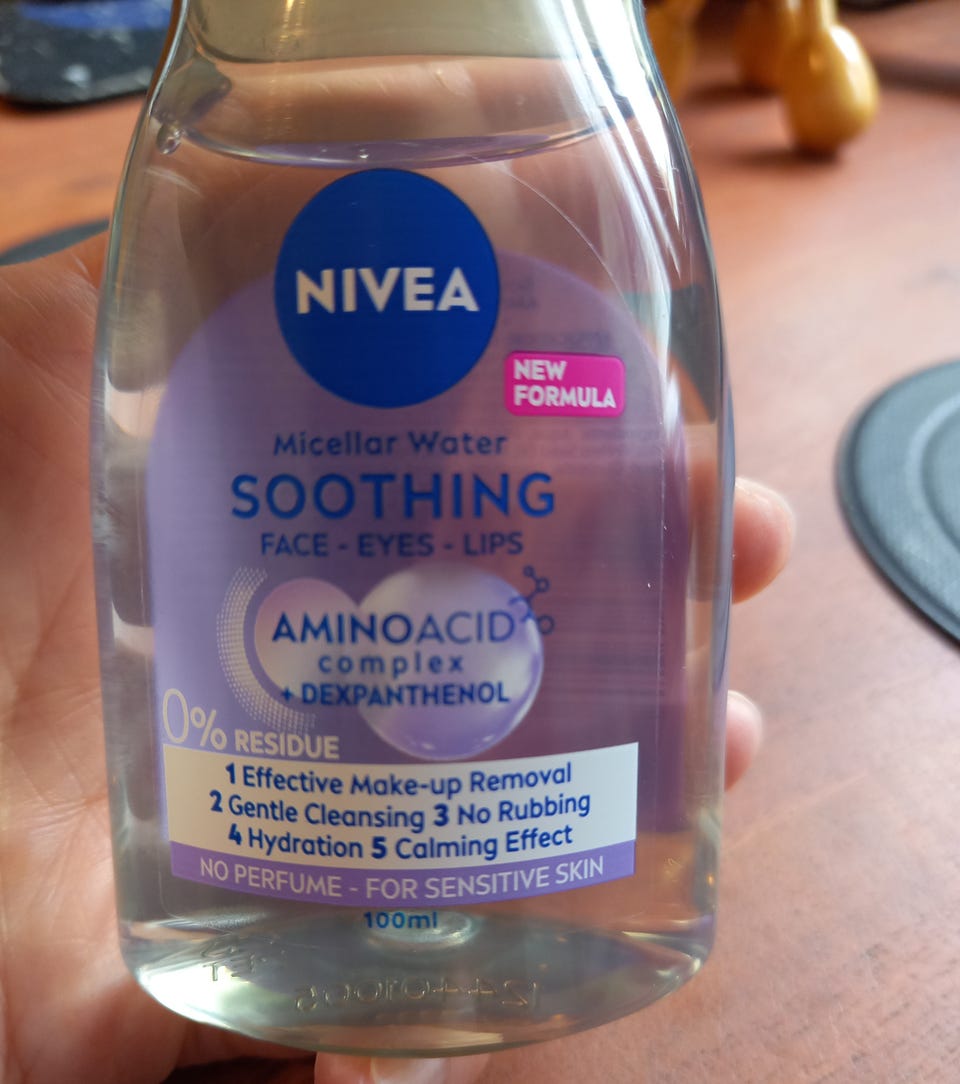 NIVEA
NEW
FORMULA
Micellar Water
SOOTHING
FACE - EYES - LIPS
AMINOACID
complex
+ DEXPANTHENOL
0% RESIDUE
1 Effective Make-up Removal
2 Gentle Cleansing 3 No Rubbing
4 Hydration 5 Calming Effect
NO PERFUME - FOR SENSITIVE SKIN
100ml